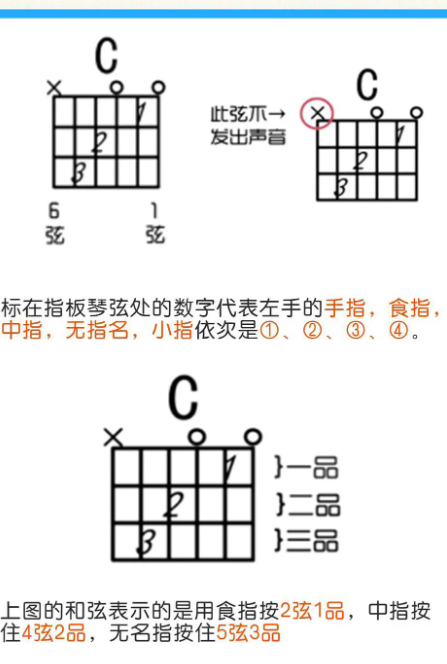 C
C
×
×
此弦不→
发出声音
1
2
3
1
2
3
6
弦
1
弦
标在指板琴弦处的数字代表左手的手指，食指，
中指，无指名，小指依次是①、②、③、④。
C
×
1
}一品
2
}二品
3
}三品
上图的和弦表示的是用食指按2弦1品，中指按
住4弦2品，无名指按住5弦3品